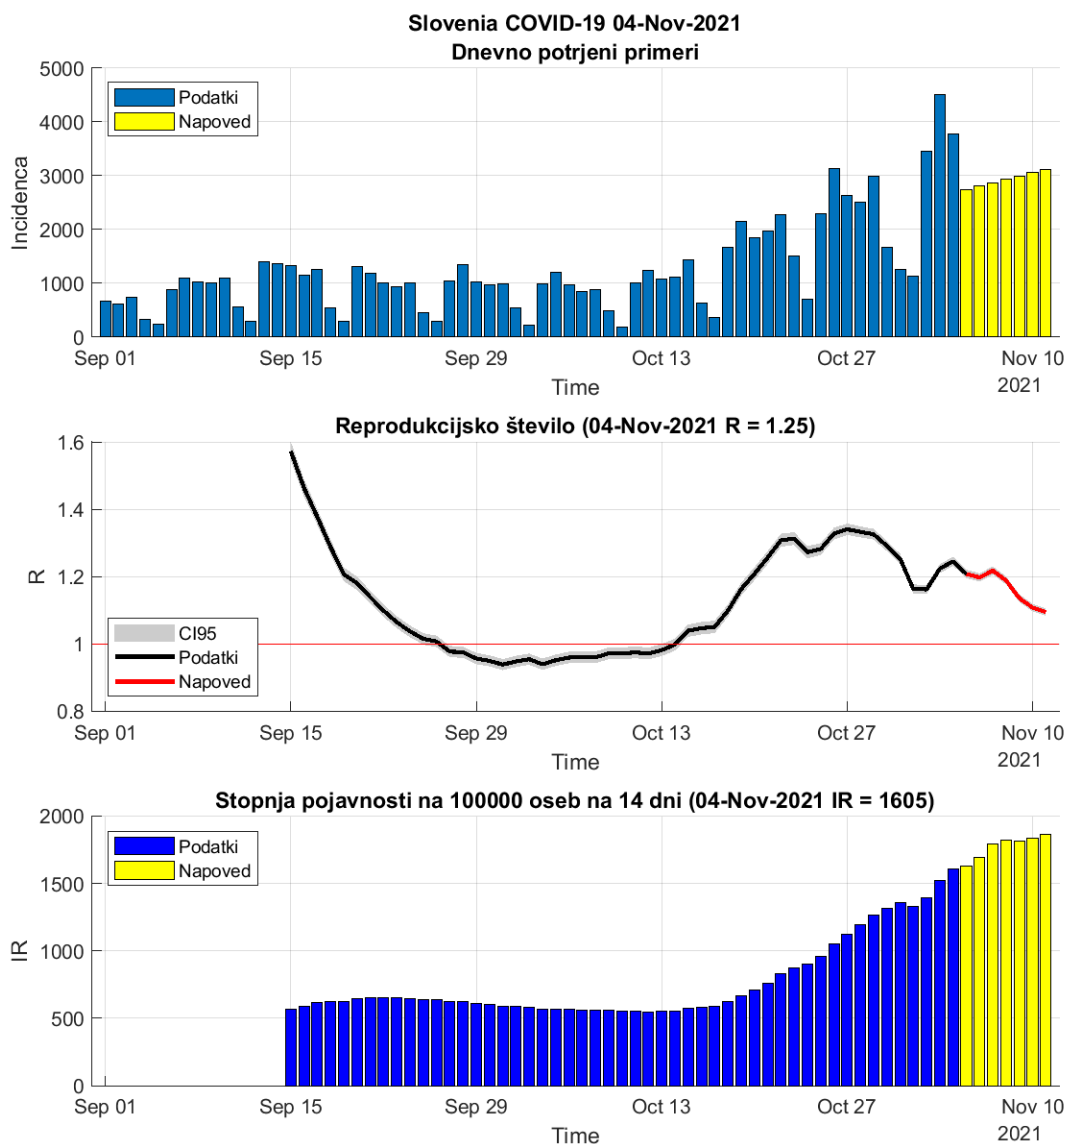 Slovenia COVID-19 04-Nov-2021
Dnevno potrjeni primeri
5000
4000
3000
2000
1000
0
Incidenca
Podatki
Napoved
Sep 01
Sep 15
Sep 29
Oct 13
Oct 27
Nov 10
2021
Time
Reprodukcijsko število (04-Nov-2021 R = 1.25)
1.6
1.4
1.2
1
0.8
R
CI95
Podatki
Napoved
Sep 01
Sep 15
Sep 29
Oct 13
Oct 27
Nov 10
2021
Time
Stopnja pojavnosti na 100000 oseb na 14 dni (04-Nov-2021 IR = 1605)
2000
1500
1000
500
0
IR
Podatki
Napoved
Sep 01
Sep 15
Sep 29
Oct 13
Oct 27
Nov 10
2021
Time